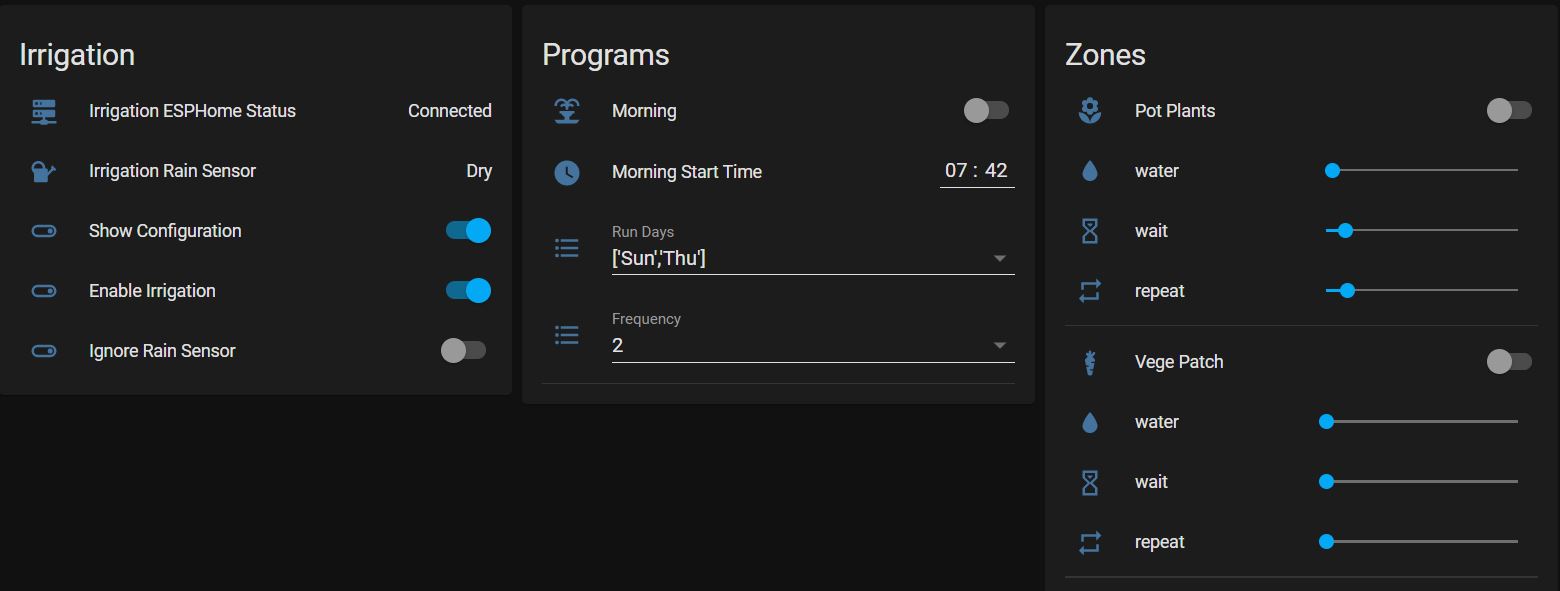 Irrigation
Irrigation ESPHome Status Connected
Irrigation Rain Sensor Dry
Show Configuration
Enable Irrigation
Ignore Rain Sensor
Programs
Morning
Morning Start Time 07 : 42
Run Days
['Sun','Thu']
Frequency
2
Zones
Pot Plants
water
wait
repeat
Vege Patch
water
wait
repeat